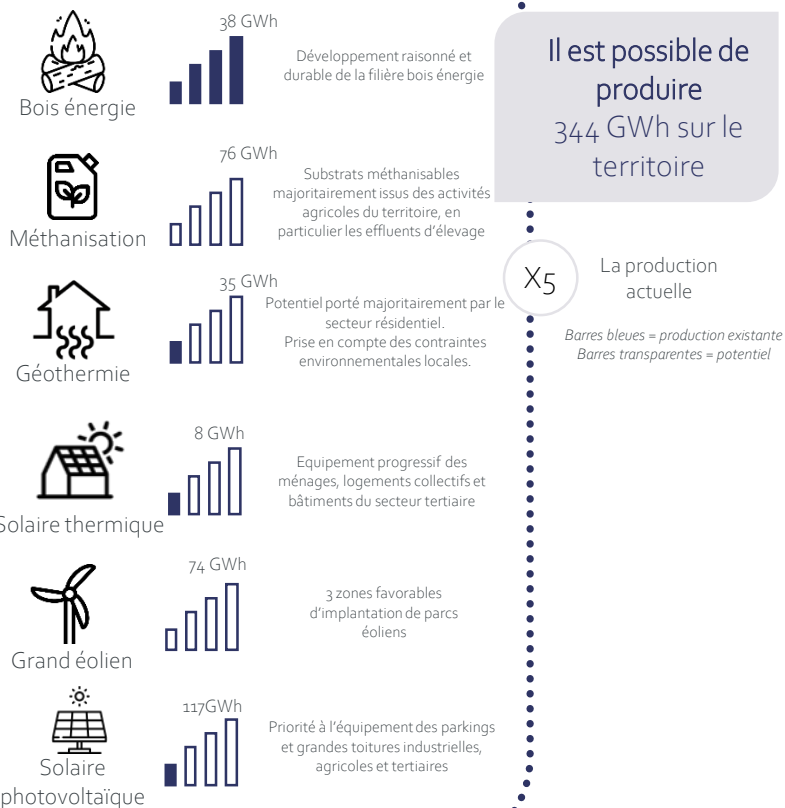 38 GWh
Bois énergie
Développement raisonné et
durable de la filière bois énergie
76 GWh
Méthanisation
Substrats méthanisables
majoritairement issus des activités
agricoles du territoire, en
particulier les effluents d'élevage
35 GWh
Géothermie
Potentiel porté majoritairement par le
secteur résidentiel.
Prise en compte des contraintes
environnementales locales.
8 GWh
Solaire thermique
Equipement progressif des
ménages, logements collectifs et
bâtiments du secteur tertiaire
74 GWh
Grand éolien
3 zones favorables
d'implantation de parcs
éoliens
117GWh
Solaire
photovoltaïque
Priorité à l'équipement des parkings
et grandes toitures industrielles,
agricoles et tertiaires
Il est possible de
produire
344 GWh sur le
territoire
X5
La production
actuelle
Barres bleues = production existante
Barres transparentes = potentiel